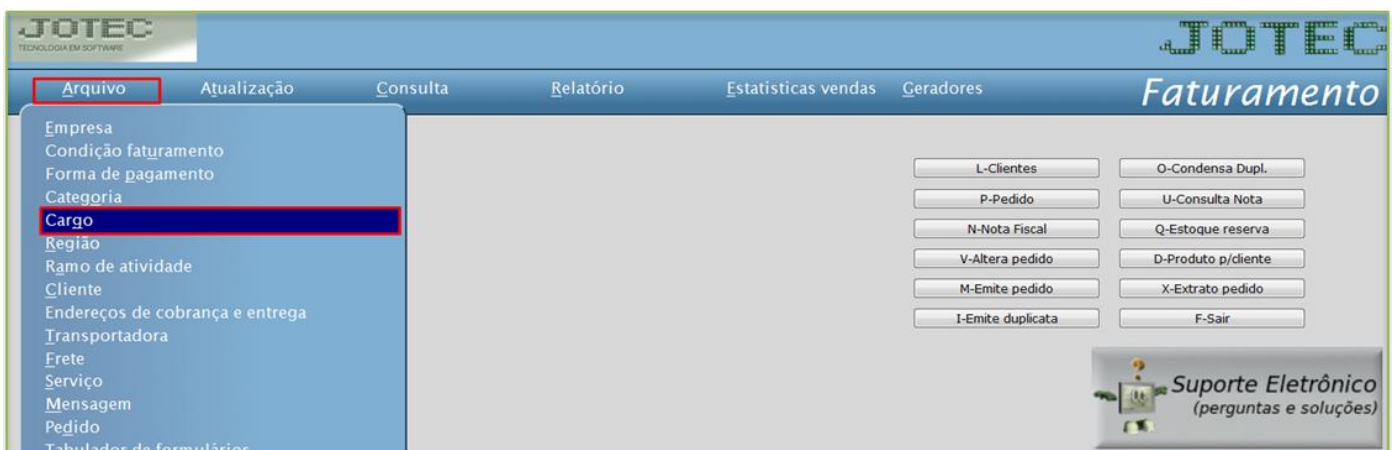 JOTEC
TECNOLOGIA EM SOFTWARE
JOTEC
Arquivo Atualização Consulta Relatório Estatísticas vendas Geradores Faturamento
Empresa
Condição faturamento
Forma de pagamento
Categoria
Cargo
Região
Ramo de atividade
Cliente
Endereços de cobrança e entrega
Transportadora
Frete
Serviço
Mensagem
Pedido
Tabulador de formulários
L-Clientes O-Condensa Dupl.
P-Pedido U-Consulta Nota
N-Nota Fiscal Q-Estoque reserva
V-Altera pedido D-Produto p/cliente
M-Emite pedido X-Extrato pedido
I-Emite duplicata F-Sair
Suporte Eletrônico
(perguntas e soluções)